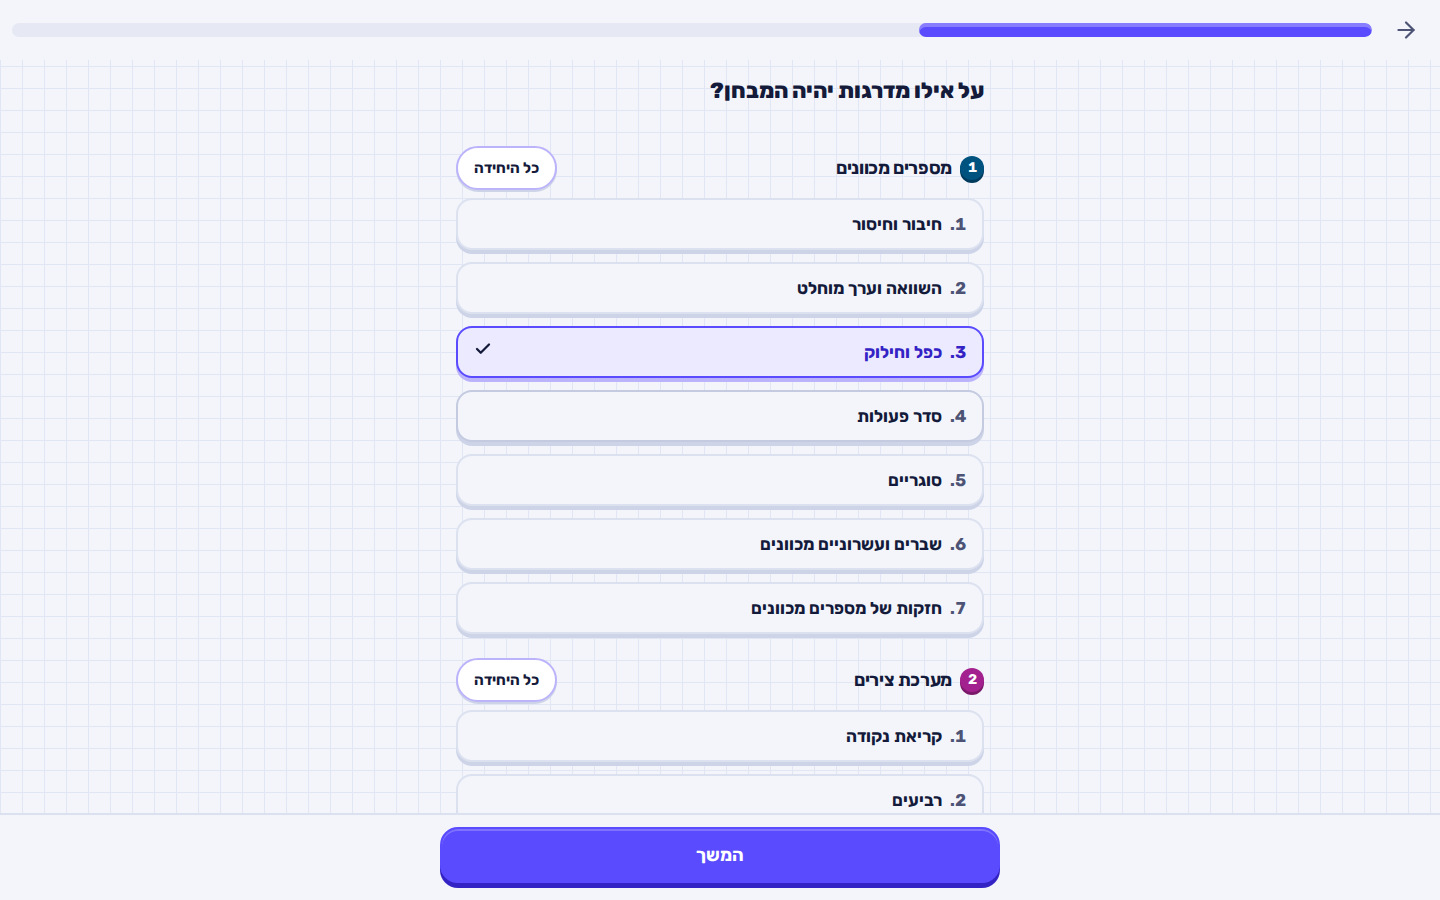 על אילו מדרגות יהיה המבחן?
1 מספרים מכוונים
כל היחידה
1. חיבור וחיסור
2. השוואה וערך מוחלט
3. כפל וחילוק
4. סדר פעולות
5. סוגריים
6. שברים ועשרוניים מכוונים
7. חזקות של מספרים מכוונים
2 מערכת צירים
כל היחידה
1. קריאת נקודה
2. רביעים
המשך